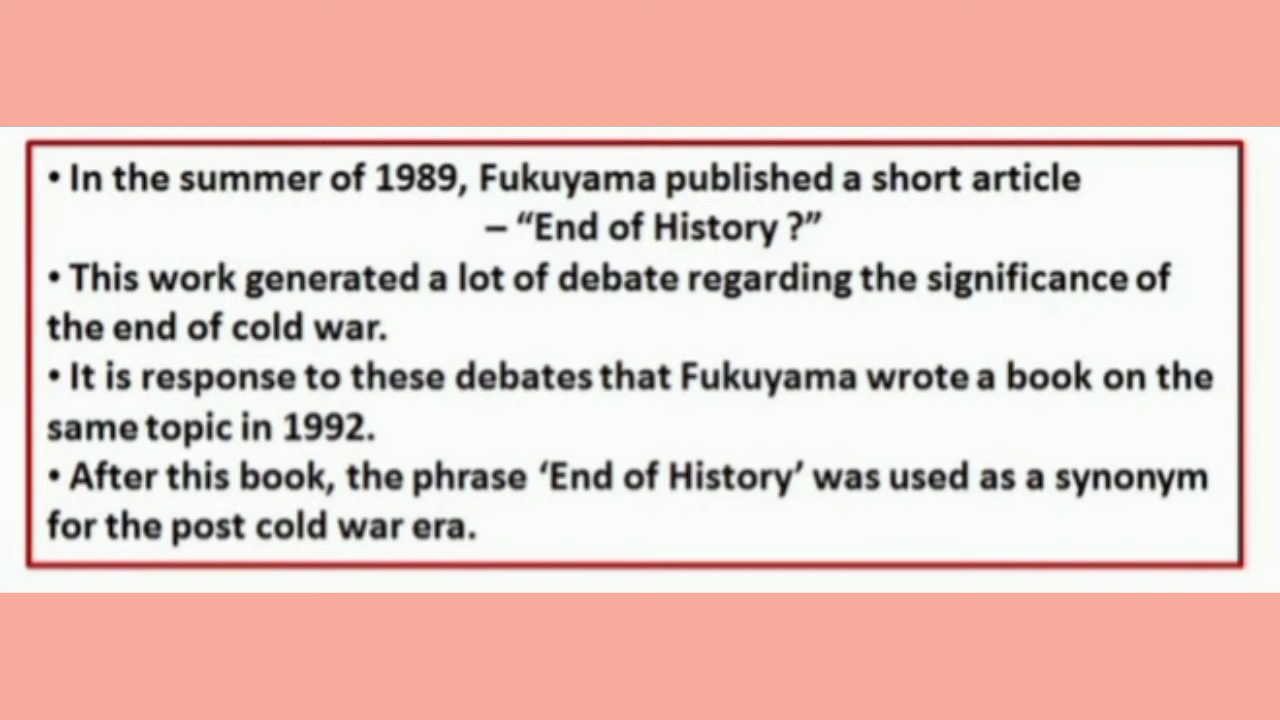 • In the summer of 1989, Fukuyama published a short article
– “End of History ?”
• This work generated a lot of debate regarding the significance of
the end of cold war.
• It is response to these debates that Fukuyama wrote a book on the
same topic in 1992.
• After this book, the phrase ‘End of History’ was used as a synonym
for the post cold war era.